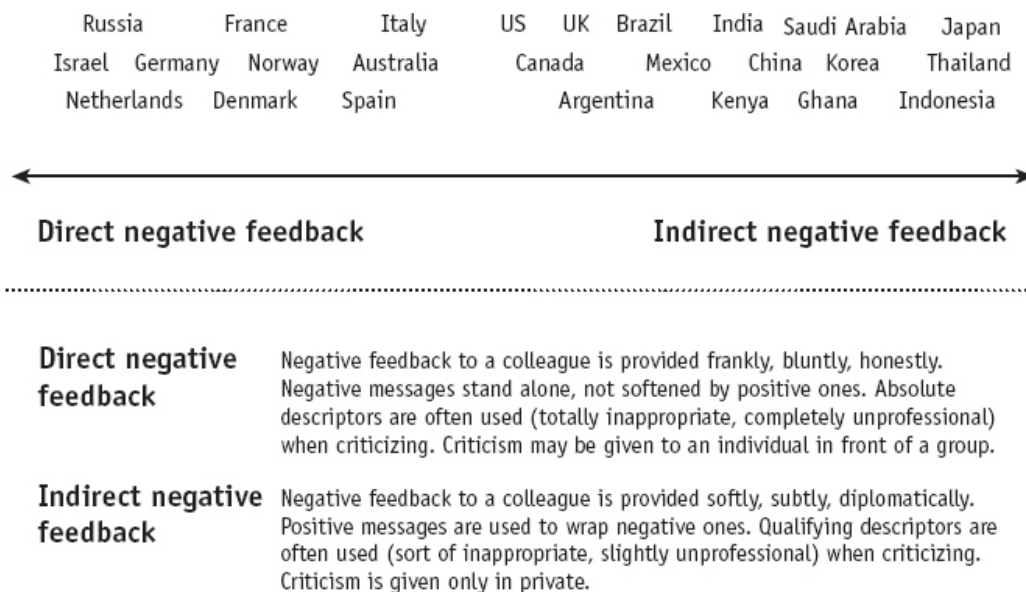 Russia France Italy US UK Brazil India Saudi Arabia Japan
Israel Germany Norway Australia Canada Mexico China Korea Thailand
Netherlands Denmark Spain Argentina Kenya Ghana Indonesia
Direct negative feedback Indirect negative feedback
Direct negative
feedback
Negative feedback to a colleague is provided frankly, bluntly, honestly.
Negative messages stand alone, not softened by positive ones. Absolute
descriptors are often used (totally inappropriate, completely unprofessional)
when criticizing. Criticism may be given to an individual in front of a group.
Indirect negative
feedback
Negative feedback to a colleague is provided softly, subtly, diplomatically.
Positive messages are used to wrap negative ones. Qualifying descriptors are
often used (sort of inappropriate, slightly unprofessional) when criticizing.
Criticism is given only in private.